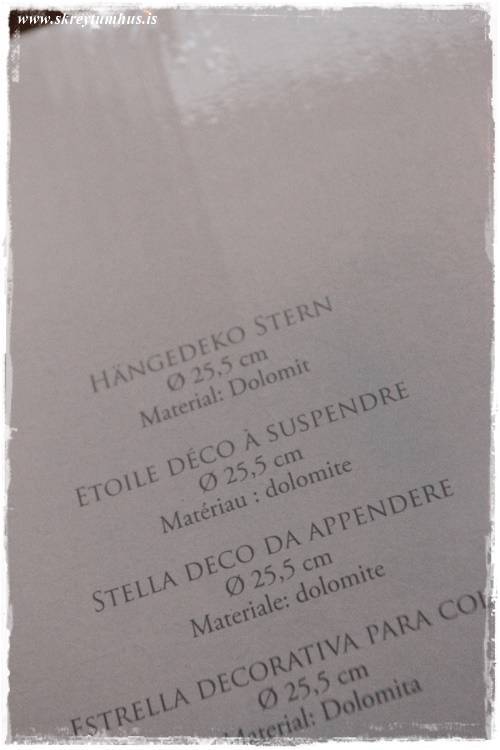 www.skreytumhus.is
HÄNGEDEKO STERN
Ø 25,5 cm
Material: Dolomit
ETOILE DÉCO À SUSPENDRE
Ø 25,5 cm
Matériau : dolomite
STELLA DECO DA APPENDERE
Ø 25,5 cm
Materiale: dolomite
ESTRELLA DECORATIVA PARA COL
Ø 25,5 cm
Material: Dolomita